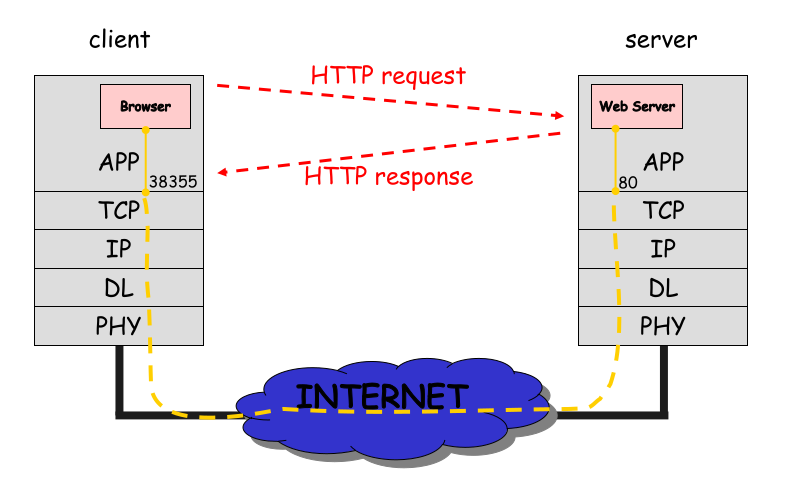 client
server
HTTP request
Browser
Web Server
APP
38355
HTTP response
80
APP
TCP
TCP
IP
IP
DL
DL
PHY
PHY
INTERNET